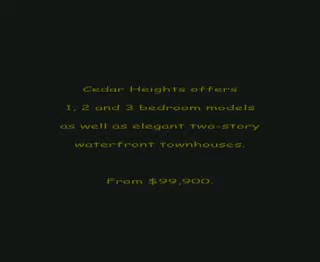 Cedar Heights offers
1, 2 and 3 bedroom models
as well as elegant two-story
waterfront townhouses.
From $99,900.